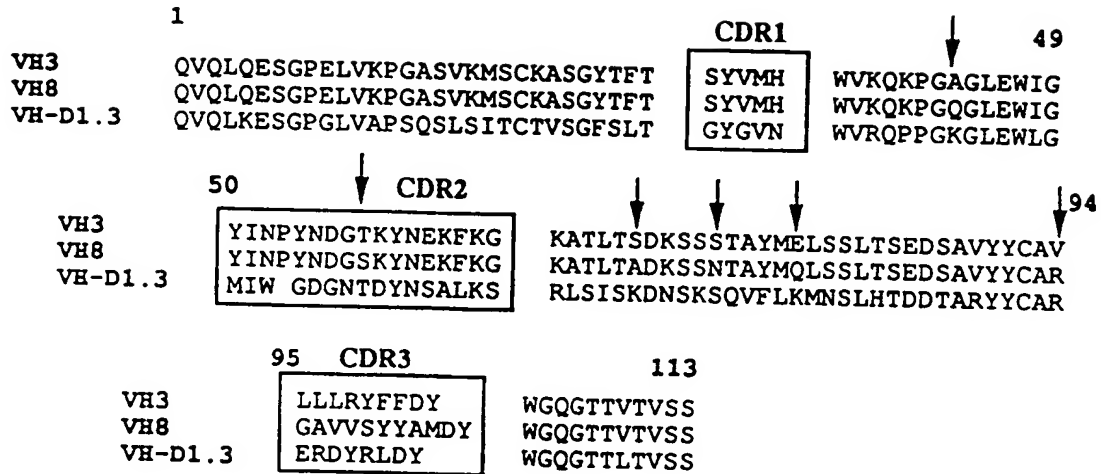 1 CDR1 49
VH3 QVQLQESGPELVKPGASVKMSCKASGYTFT SYVMH WVKQKPGAGLEWIG
VH8 QVQLQESGPELVKPGASVKMSCKASGYTFT SYVMH WVKQKPGQGLEWIG
VH-D1.3 QVQLKESGPGLVAPSQSLSITCTVSGFSLT GYGVN WVRQPPGKGLEWLG
50 CDR2 94
VH3 YINPYNDGTKYNEKFKG KATLTSDKSSSTAYMELSSLTSEDSAVYYCAV
VH8 YINPYNDGSKYNEKFKG KATLTADKSSNTAYMQLSSLTSEDSAVYYCAR
VH-D1.3 MIW GDGNTDYNSALKS RLSISKDNSKSQVFLKMNSLHTDDTARYYCAR
95 CDR3 113
VH3 LLLRYFFDY WGQGTTVTVSS
VH8 GAVVSYYAMDY WGQGTTVTVSS
VH-D1.3 ERDYRLDY WGQGTTLTVSS